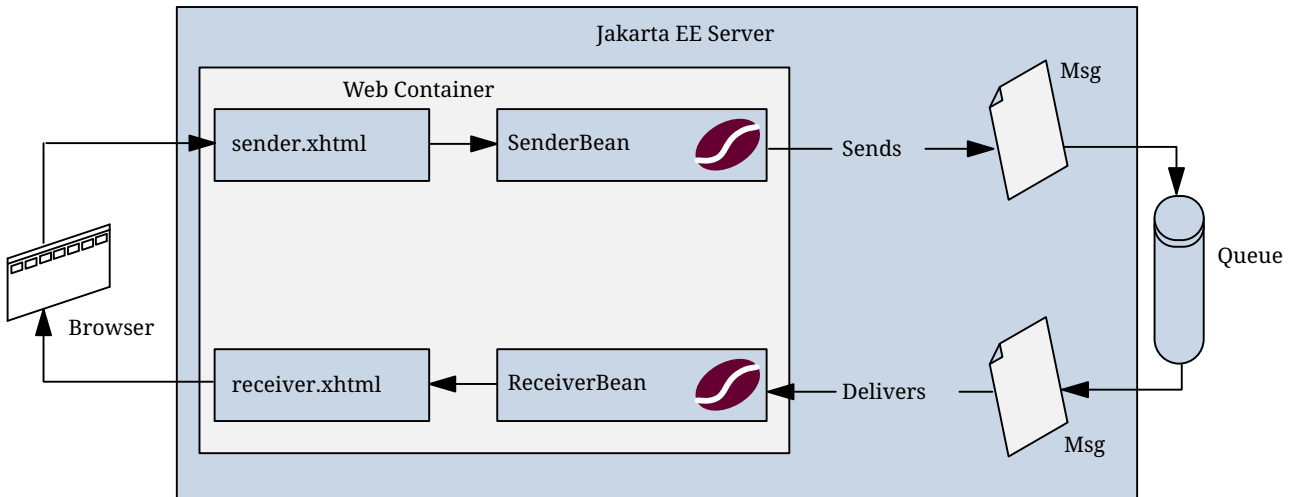 Jakarta EE Server
Web Container
Msg
sender.xhtml
SenderBean
Sends
Queue
Browser
receiver.xhtml
ReceiverBean
Delivers
Msg